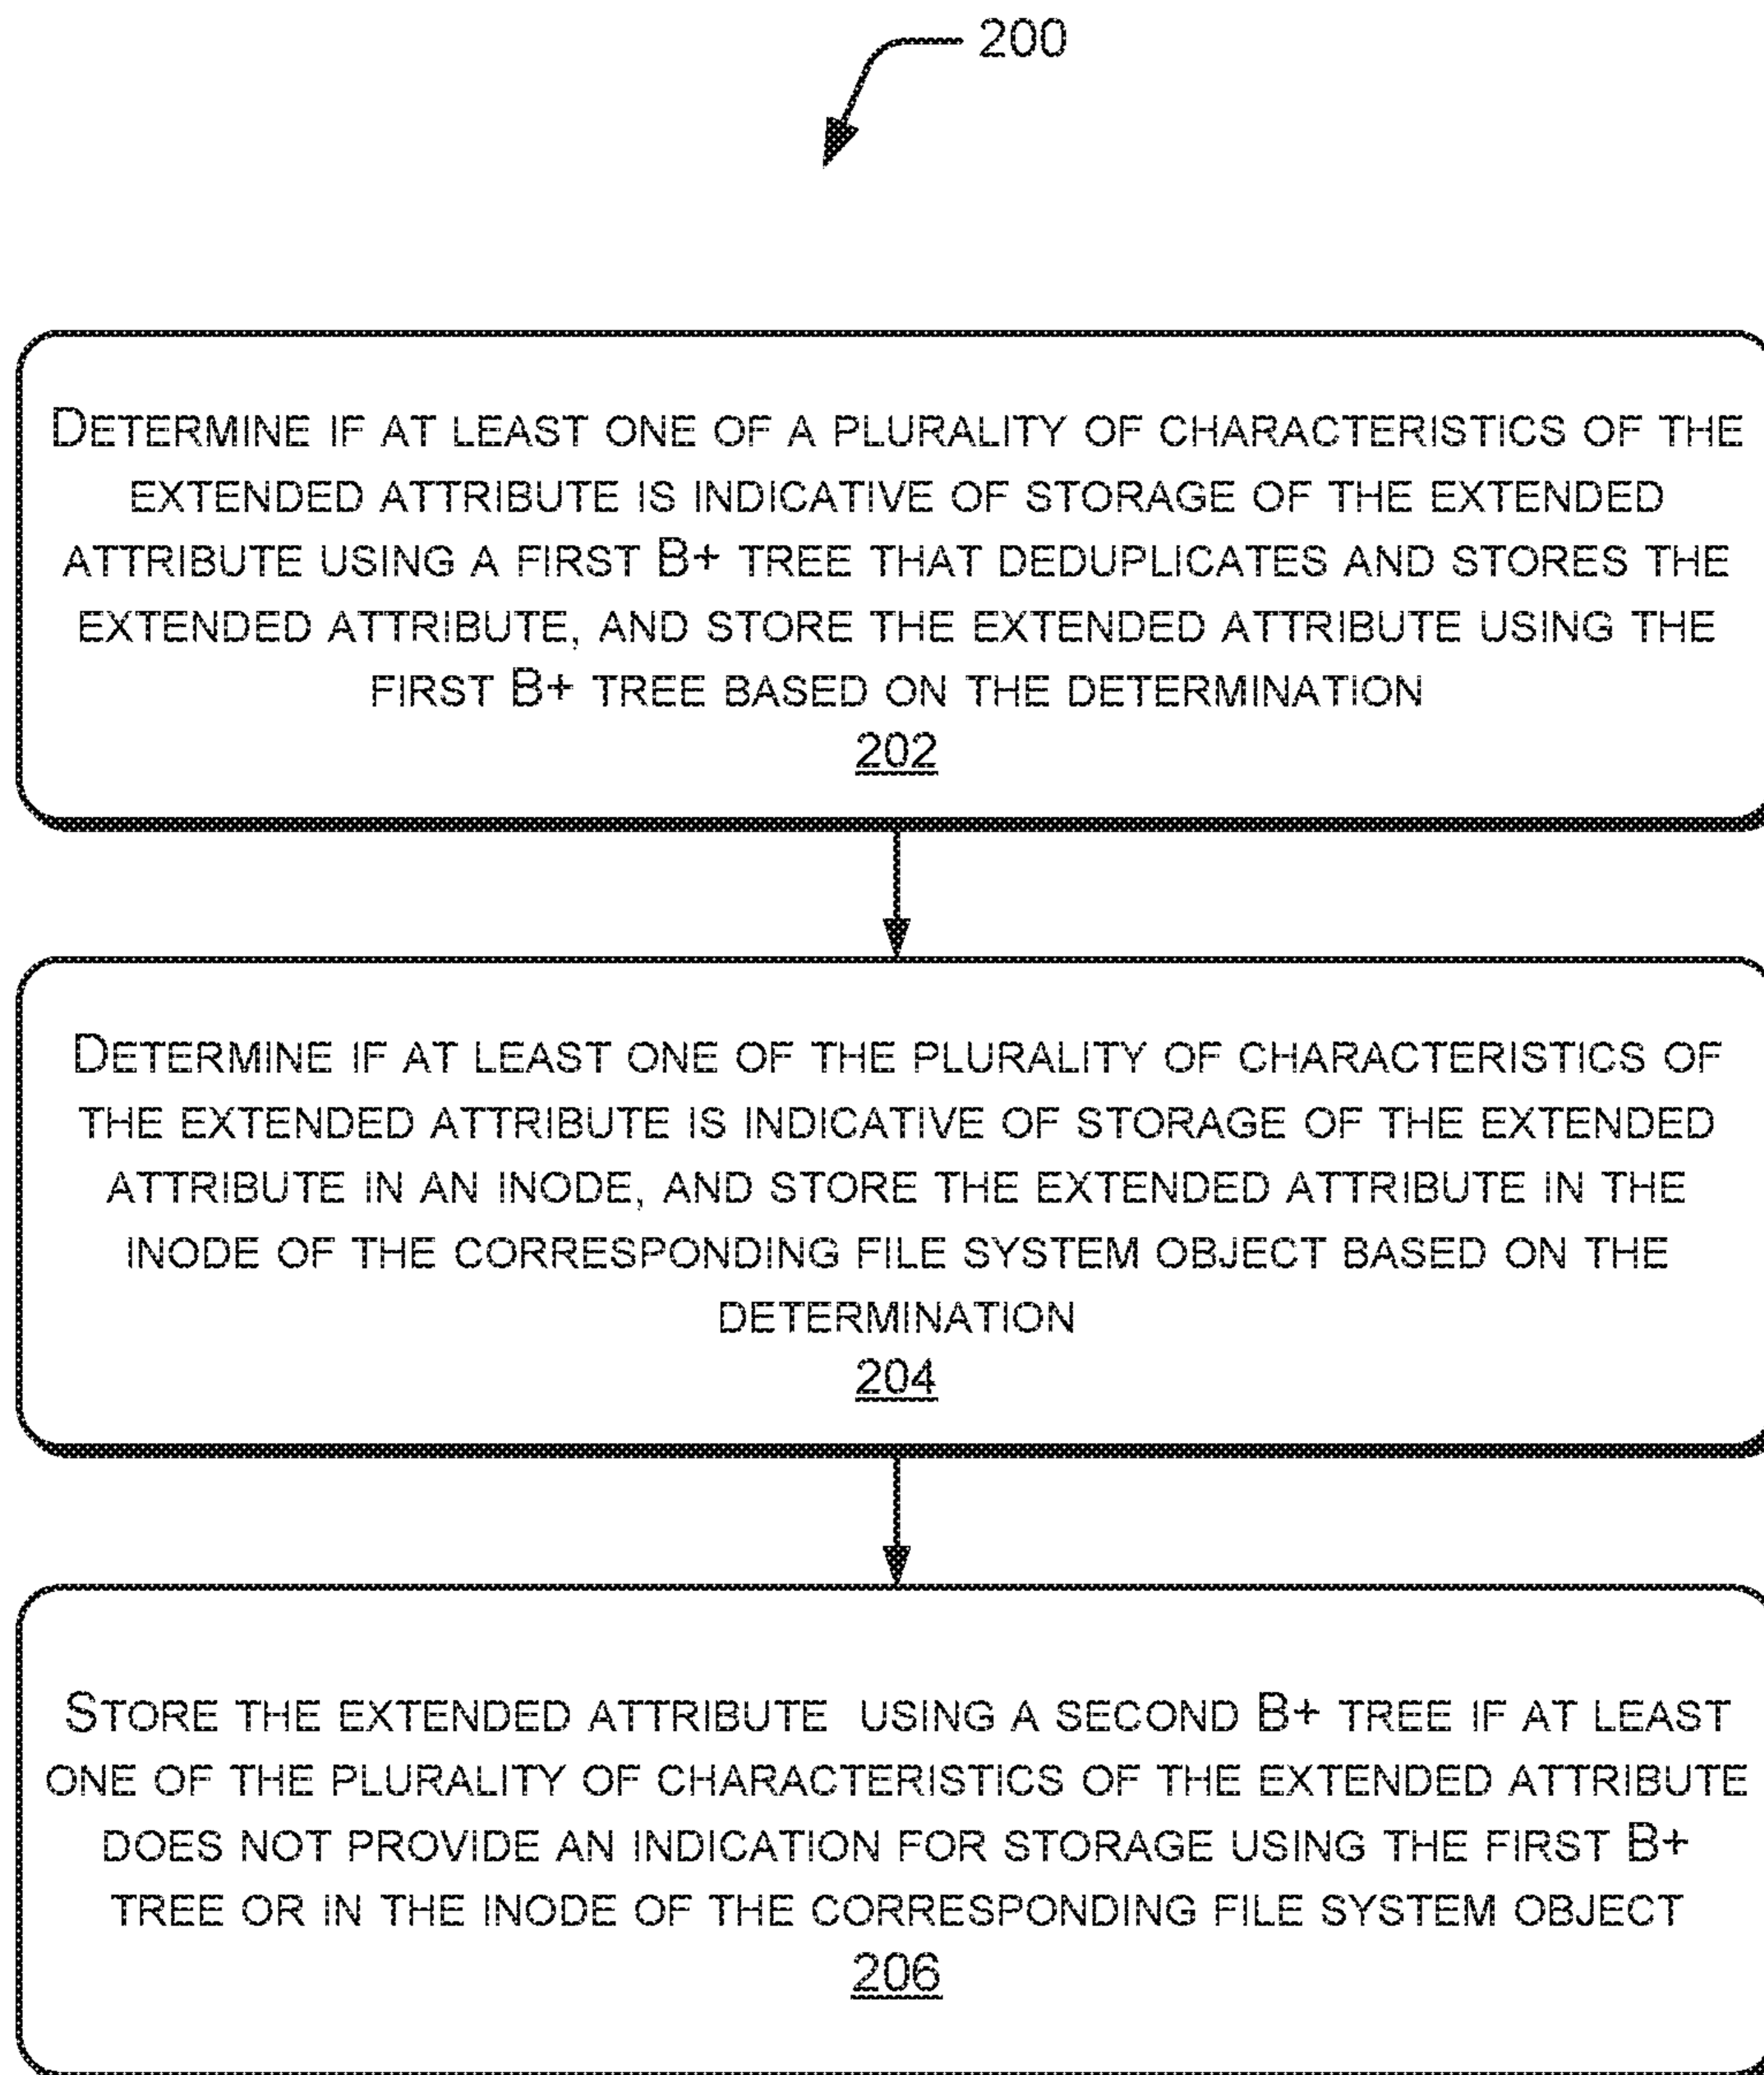 200
DETERMINE IF AT LEAST ONE OF A PLURALITY OF CHARACTERISTICS OF THE
EXTENDED ATTRIBUTE IS INDICATIVE OF STORAGE OF THE EXTENDED
ATTRIBUTE USING A FIRST B+ TREE THAT DEDUPLICATES AND STORES THE
EXTENDED ATTRIBUTE, AND STORE THE EXTENDED ATTRIBUTE USING THE
FIRST B+ TREE BASED ON THE DETERMINATION
202
DETERMINE IF AT LEAST ONE OF THE PLURALITY OF CHARACTERISTICS OF
THE EXTENDED ATTRIBUTE IS INDICATIVE OF STORAGE OF THE EXTENDED
ATTRIBUTE IN AN INODE, AND STORE THE EXTENDED ATTRIBUTE IN THE
INODE OF THE CORRESPONDING FILE SYSTEM OBJECT BASED ON THE
DETERMINATION
204
STORE THE EXTENDED ATTRIBUTE USING A SECOND B+ TREE IF AT LEAST
ONE OF THE PLURALITY OF CHARACTERISTICS OF THE EXTENDED ATTRIBUTE
DOES NOT PROVIDE AN INDICATION FOR STORAGE USING THE FIRST B+
TREE OR IN THE INODE OF THE CORRESPONDING FILE SYSTEM OBJECT
206